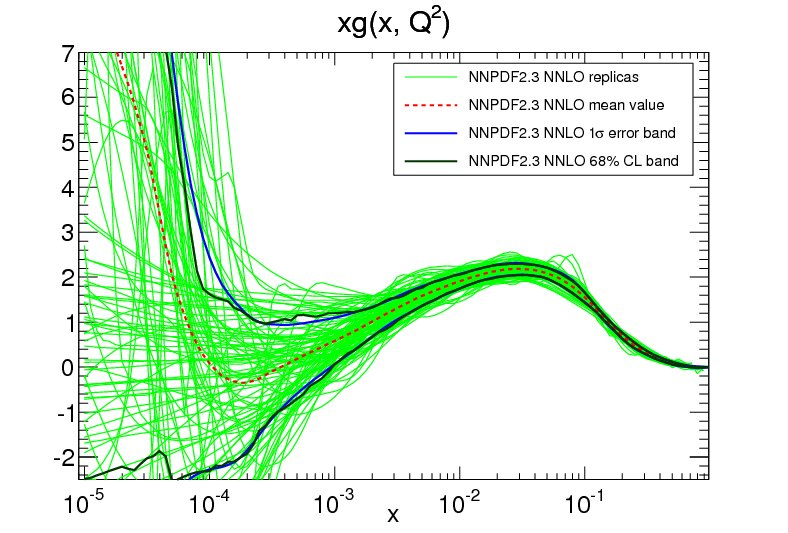 xg(x, Q²)
NNPDF2.3 NNLO replicas
NNPDF2.3 NNLO mean value
NNPDF2.3 NNLO 1σ error band
NNPDF2.3 NNLO 68% CL band
7
6
5
4
3
2
1
0
-1
-2
10⁻⁵ 10⁻⁴ 10⁻³ 10⁻² 10⁻¹
x